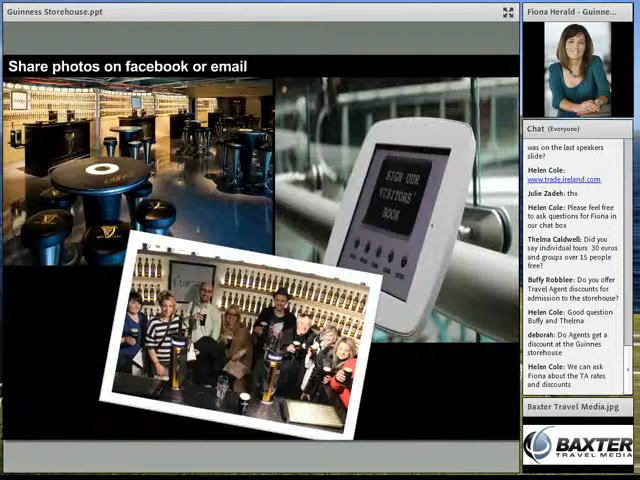 Guinness Storehouse.ppt
Share photos on facebook or email
SIGN OUR
VISITORS'
BOOK
Fiona Herald - Guinne...
Chat (Everyone)
was on the last speakers
slide?
Helen Cole:
www.trade.ireland.com
Julie Zadeh: thx
Helen Cole: Please feel free
to ask questions for Fiona in
our chat box
Thelma Caldwell: Did you
say individual tours 30 euros
and groups over 15 people
free?
Buffy Robblee: Do you offer
Travel Agent discounts for
admission to the storehouse?
Helen Cole: Good question
Buffy and Thelma
deborah: Do Agents get a
discount at the Guinnes
storehouse
Helen Cole: We can ask
Fiona about the TA rates
and discounts
Baxter Travel Media.jpg
BAXTER
TRAVEL MEDIA